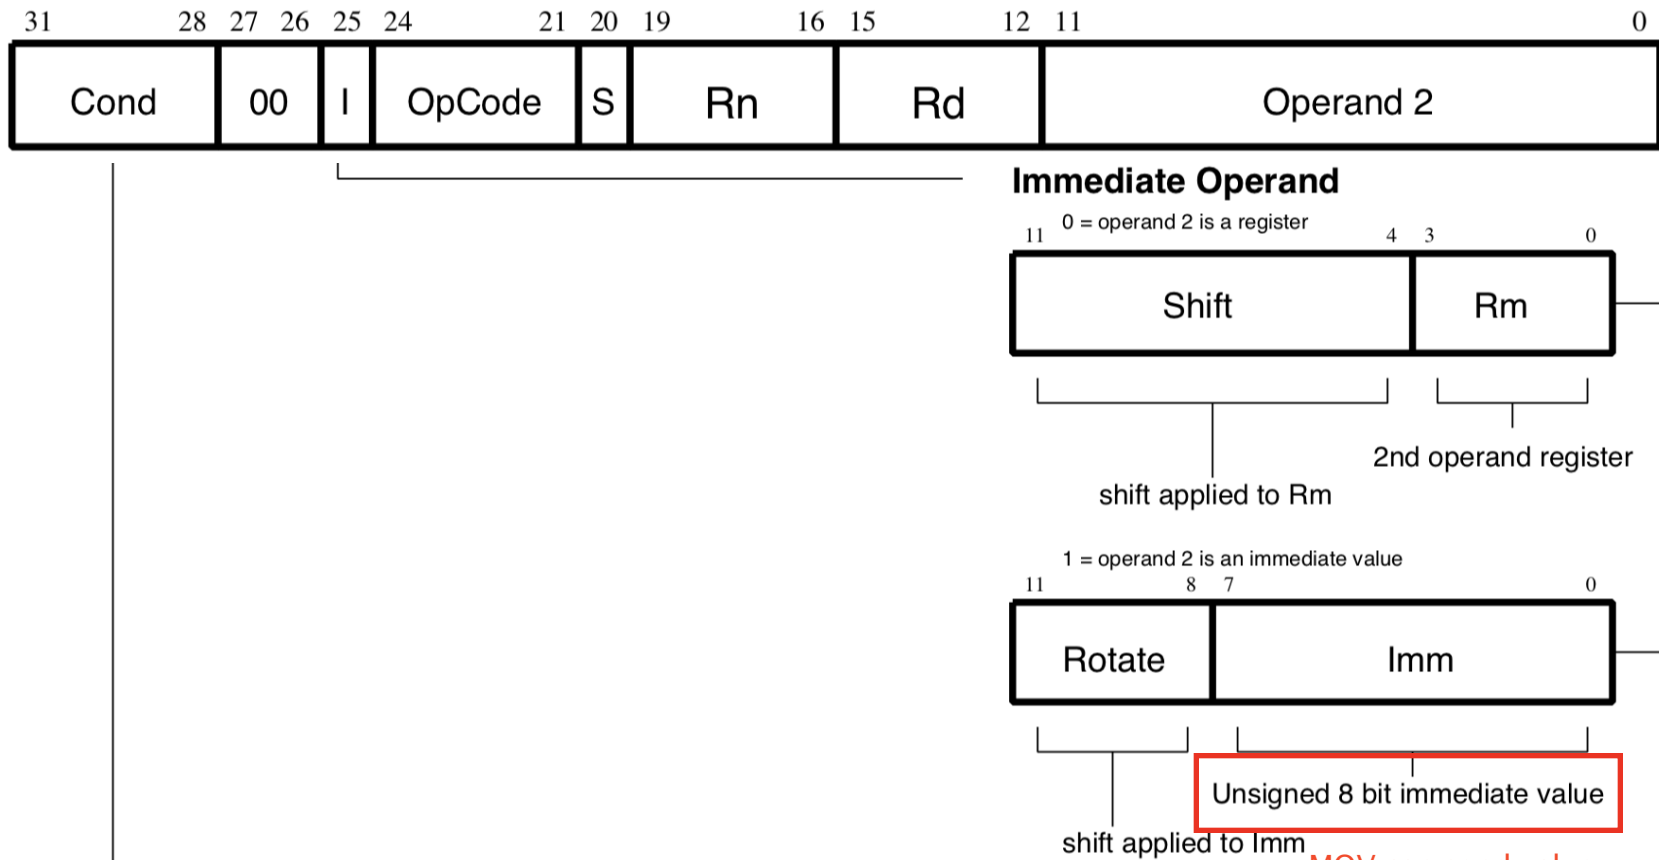 31 28 27 26 25 24 21 20 19 16 15 12 11 0
Cond 00 I OpCode S Rn Rd Operand 2
Immediate Operand
0 = operand 2 is a register
11 4 3 0
Shift Rm
2nd operand register
shift applied to Rm
1 = operand 2 is an immediate value
11 8 7 0
Rotate Imm
Unsigned 8 bit immediate value
shift applied to Imm
MOV